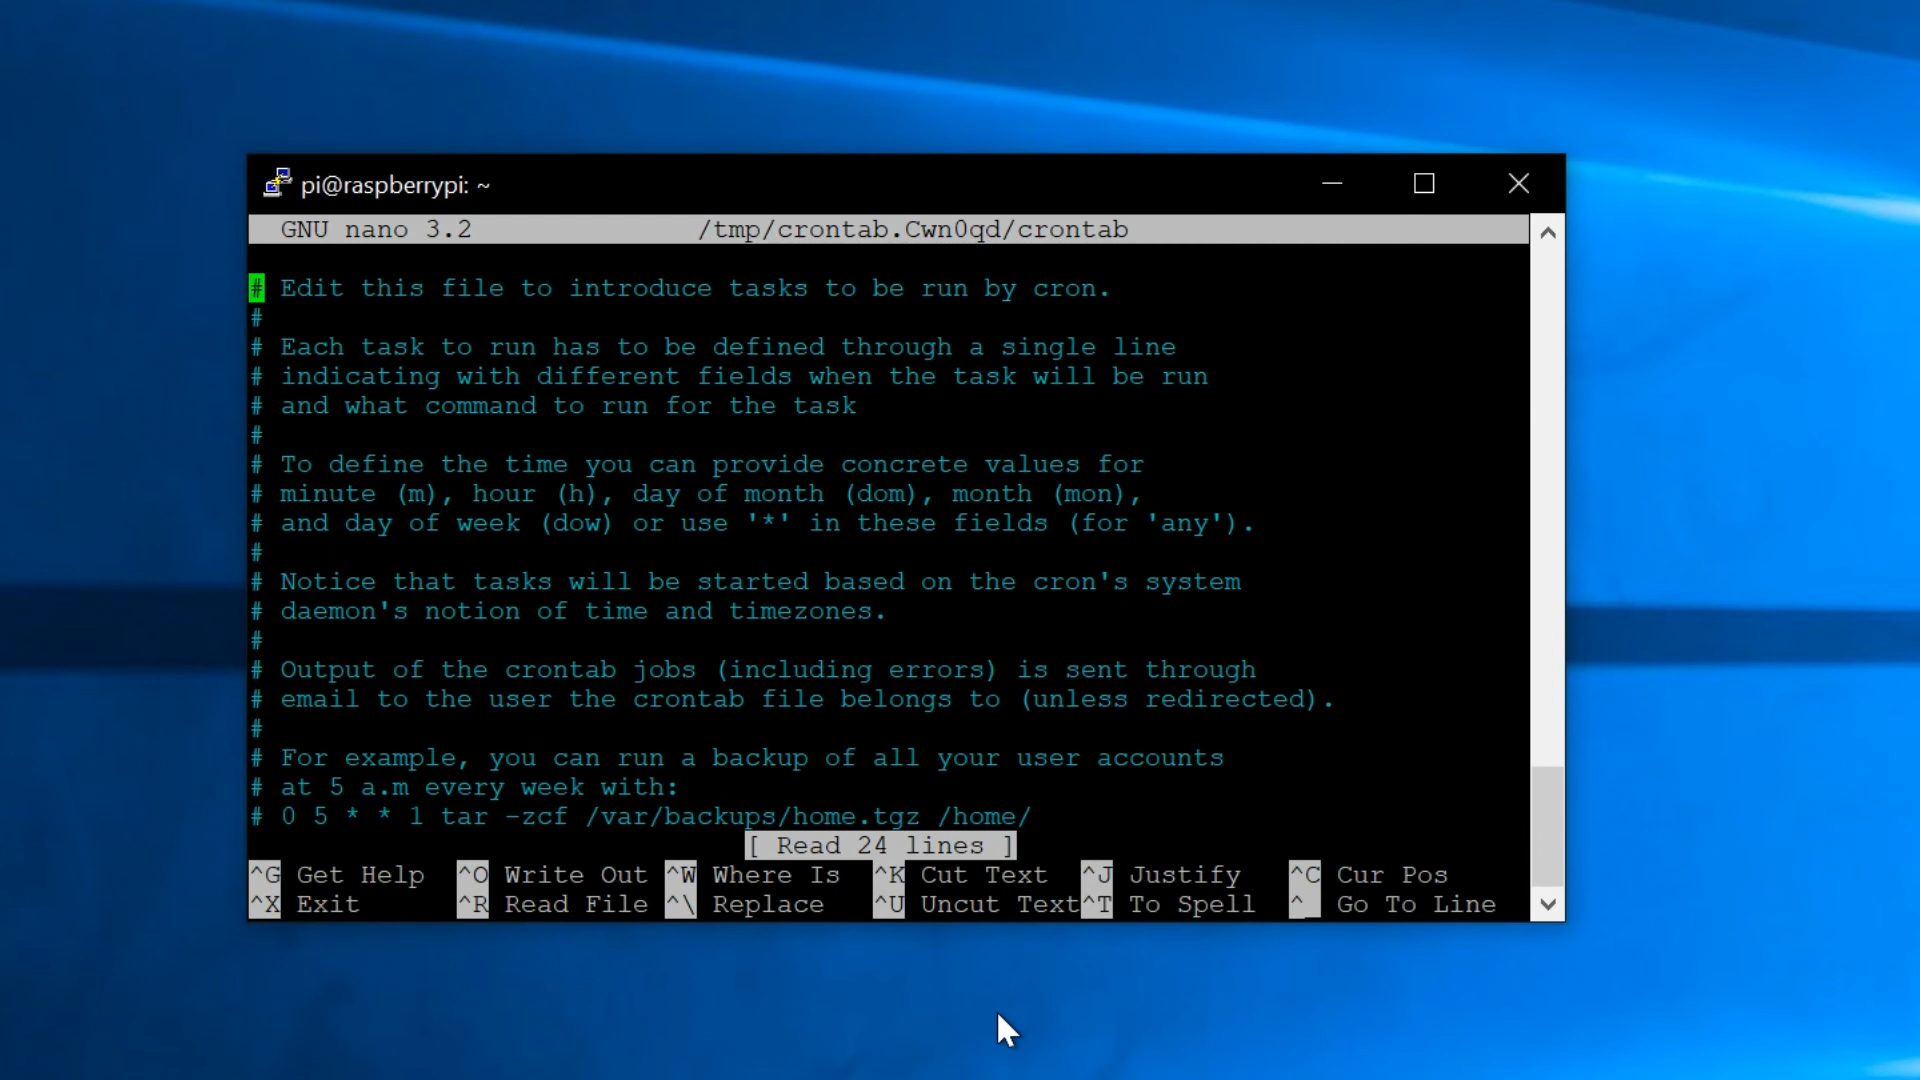 pi@raspberrypi: ~
GNU nano 3.2 /tmp/crontab.Cwn0qd/crontab
# Edit this file to introduce tasks to be run by cron.
#
# Each task to run has to be defined through a single line
# indicating with different fields when the task will be run
# and what command to run for the task
#
# To define the time you can provide concrete values for
# minute (m), hour (h), day of month (dom), month (mon),
# and day of week (dow) or use '*' in these fields (for 'any').
#
# Notice that tasks will be started based on the cron's system
# daemon's notion of time and timezones.
#
# Output of the crontab jobs (including errors) is sent through
# email to the user the crontab file belongs to (unless redirected).
#
# For example, you can run a backup of all your user accounts
# at 5 a.m every week with:
# 0 5 * * 1 tar -zcf /var/backups/home.tgz /home/
[ Read 24 lines ]
^G Get Help ^O Write Out ^W Where Is ^K Cut Text ^J Justify ^C Cur Pos
^X Exit ^R Read File ^\ Replace ^U Uncut Text ^T To Spell ^_ Go To Line